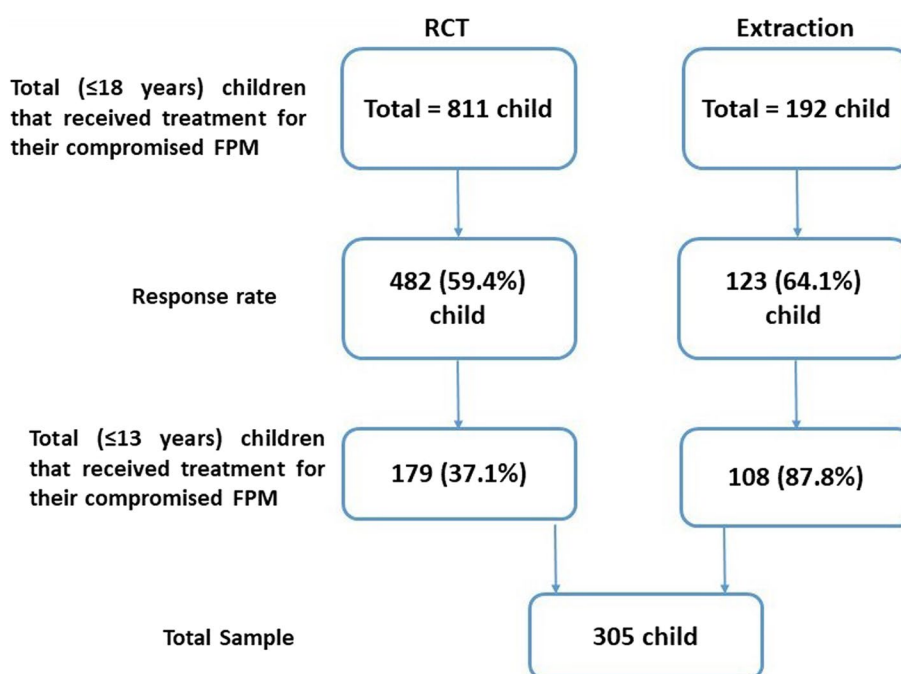 RCT
Extraction
Total (≤18 years) children
that received treatment for
their compromised FPM
Total = 811 child
Total = 192 child
Response rate
482 (59.4%)
child
123 (64.1%)
child
Total (≤13 years) children
that received treatment for
their compromised FPM
179 (37.1%)
108 (87.8%)
Total Sample
305 child